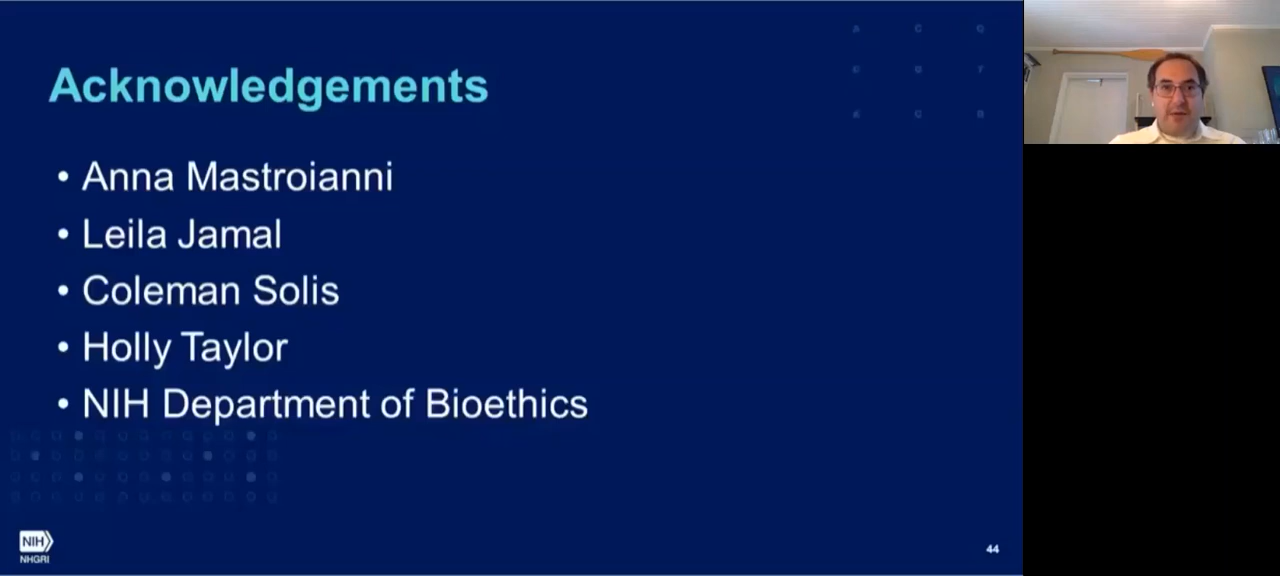 Acknowledgements
• Anna Mastroianni
• Leila Jamal
• Coleman Solis
• Holly Taylor
• NIH Department of Bioethics
NIH
NHGRI
44